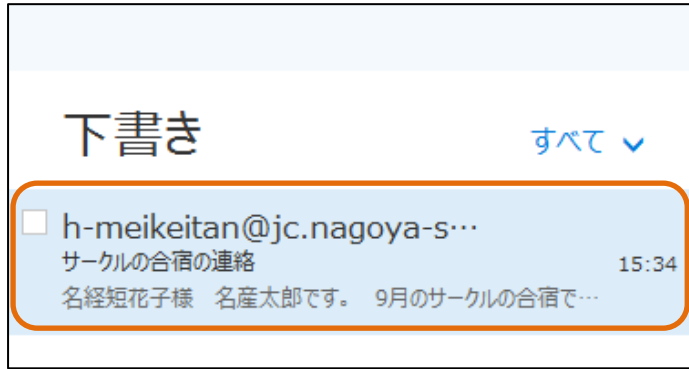 下書き
すべて
h-meikeitan@jc.nagoya-s…
サークルの合宿の連絡
15:34
名経短花子様　名産太郎です。　9月のサークルの合宿で…